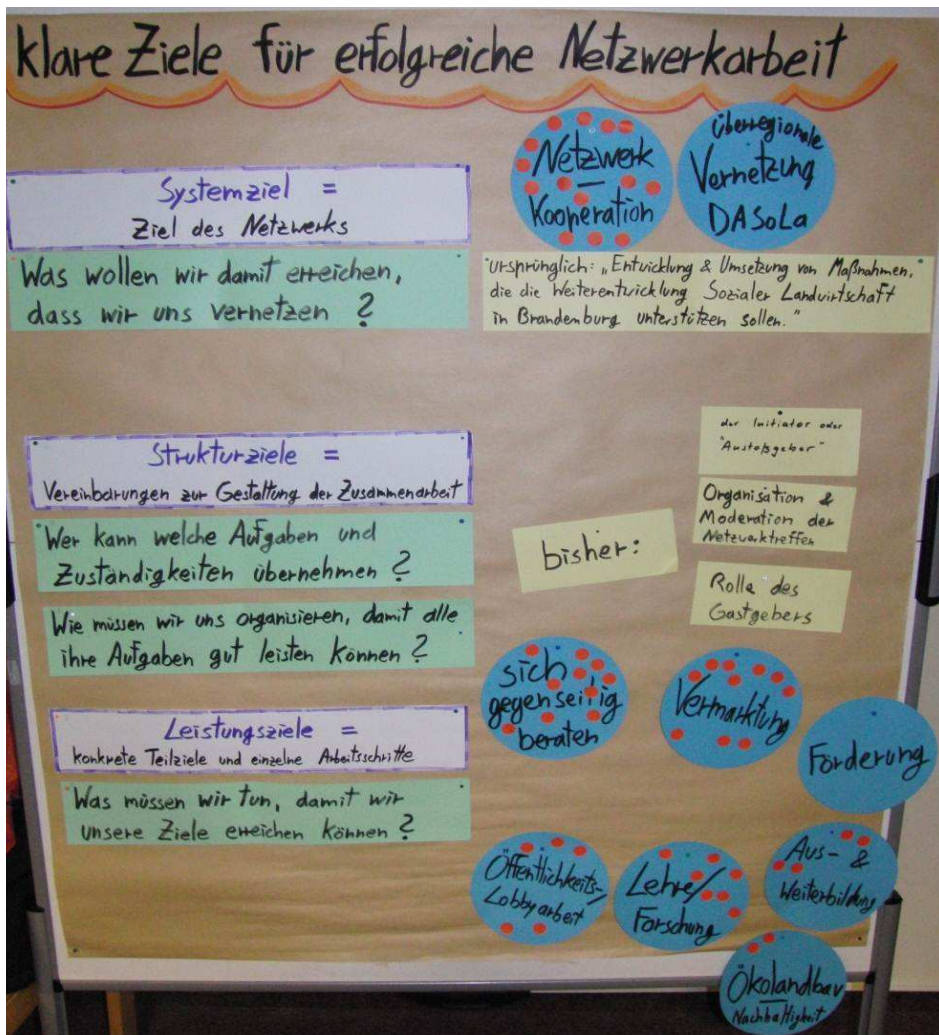 klare Ziele für erfolgreiche Netzwerkarbeit
Systemziel =
Ziel des Netzwerks
Was wollen wir damit erreichen,
dass wir uns vernetzen ?
Netzwerk
—
Kooperation
überregionale
Vernetzung
DASoLa
ursprünglich: „Entwicklung & Umsetzung von Maßnahmen,
die die Weiterentwicklung Sozialer Landwirtschaft
in Brandenburg unterstützen sollen."
Strukturziele =
Vereinbarungen zur Gestaltung der Zusammenarbeit
Wer kann welche Aufgaben und
Zuständigkeiten übernehmen ?
Wie müssen wir uns organisieren, damit alle
ihre Aufgaben gut leisten können ?
bisher:
der Initiator oder
"Anstoßgeber"
Organisation &
Moderation der
Netzwerktreffen
Rolle des
Gastgebers
Leistungsziele =
konkrete Teilziele und einzelne Arbeitsschritte
Was müssen wir tun, damit wir
unsere Ziele erreichen können ?
sich
gegenseitig
beraten
Vermarktung
Förderung
Öffentlichkeits-/
Lobbyarbeit
Lehre/
Forschung
Aus- &
Weiterbildung
Ökolandbau
—
Nachhaltigkeit